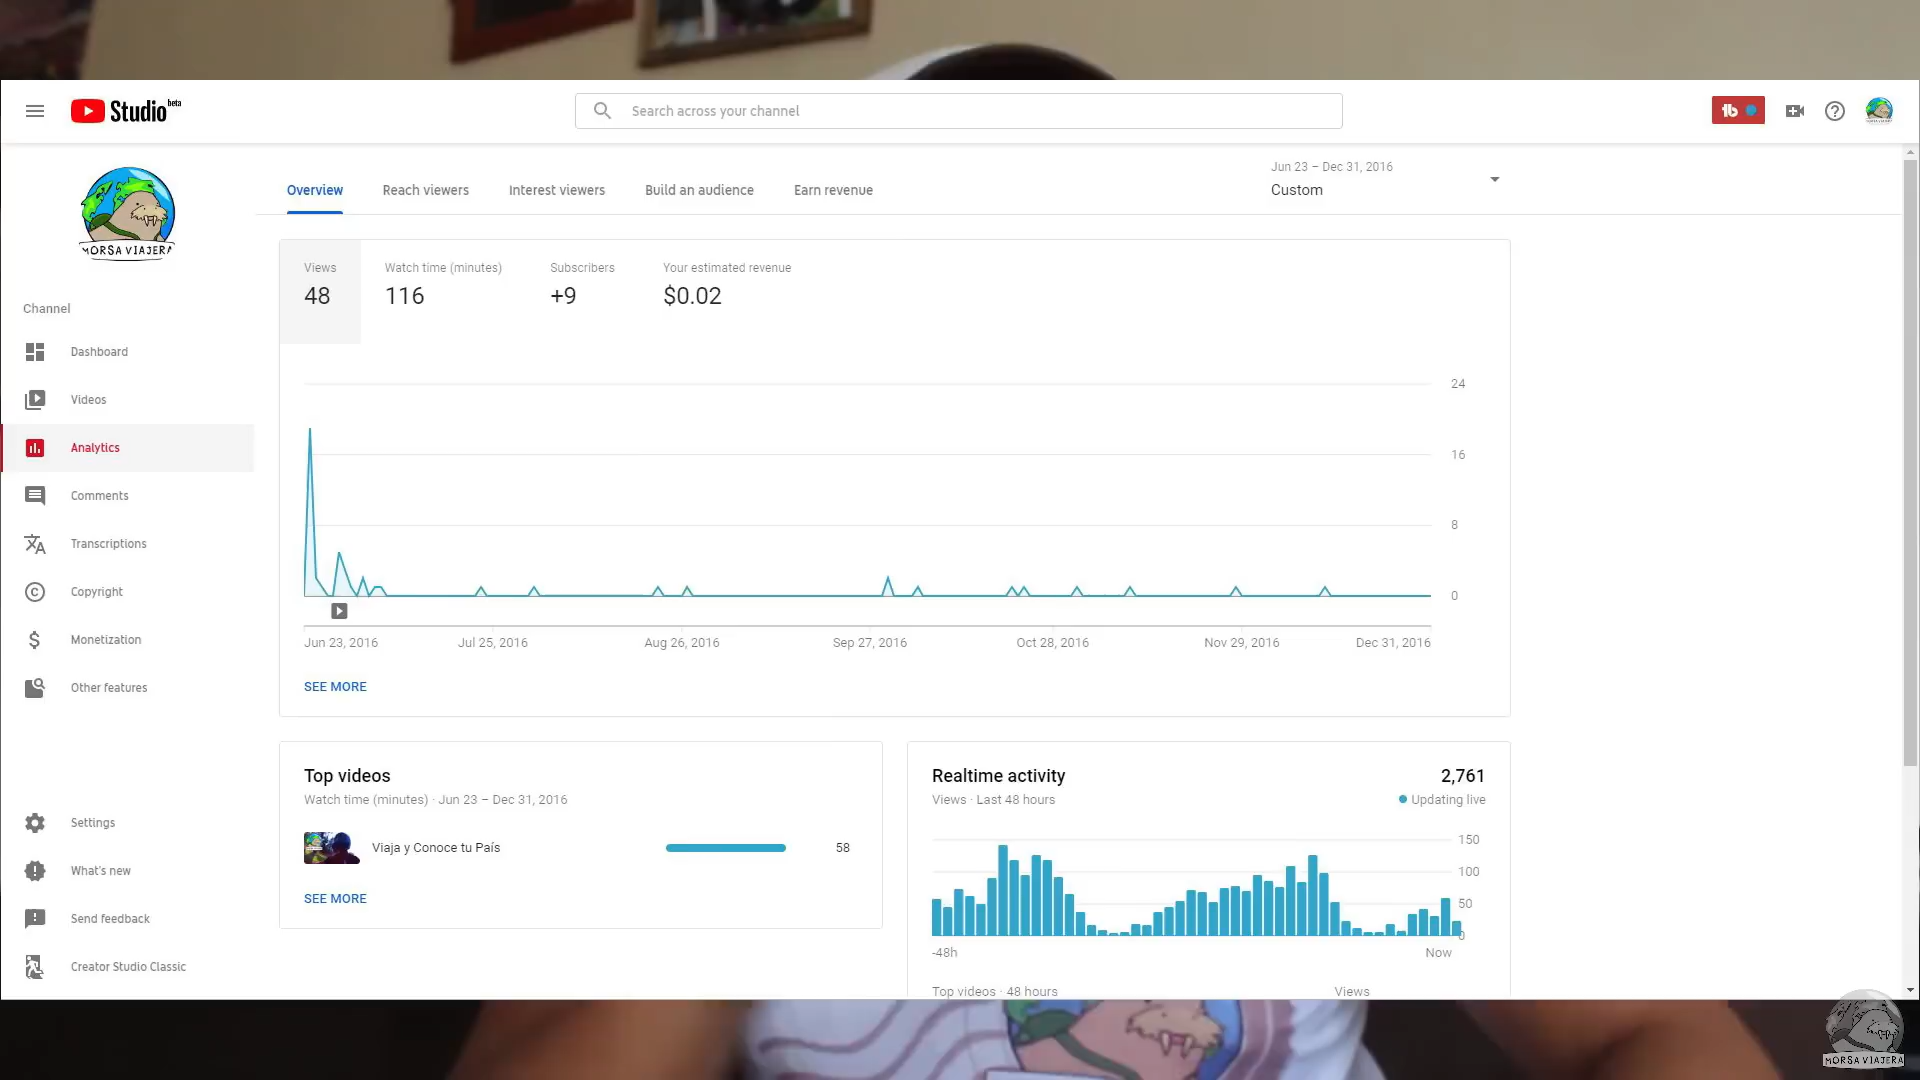 Studio beta
Search across your channel
MORSA VIAJERA
Overview
Reach viewers
Interest viewers
Build an audience
Earn revenue
Jun 23 – Dec 31, 2016
Custom
Channel
Dashboard
Videos
Analytics
Comments
Transcriptions
Copyright
Monetization
Other features
Settings
What's new
Send feedback
Creator Studio Classic
Views
48
Watch time (minutes)
116
Subscribers
+9
Your estimated revenue
$0.02
24
16
8
0
Jun 23, 2016
Jul 25, 2016
Aug 26, 2016
Sep 27, 2016
Oct 28, 2016
Nov 29, 2016
Dec 31, 2016
SEE MORE
Top videos
Watch time (minutes) · Jun 23 – Dec 31, 2016
Viaja y Conoce tu País
58
SEE MORE
Realtime activity
2,761
Views · Last 48 hours
Updating live
150
100
50
0
-48h
Now
Top videos · 48 hours
Views
MORSA VIAJERA